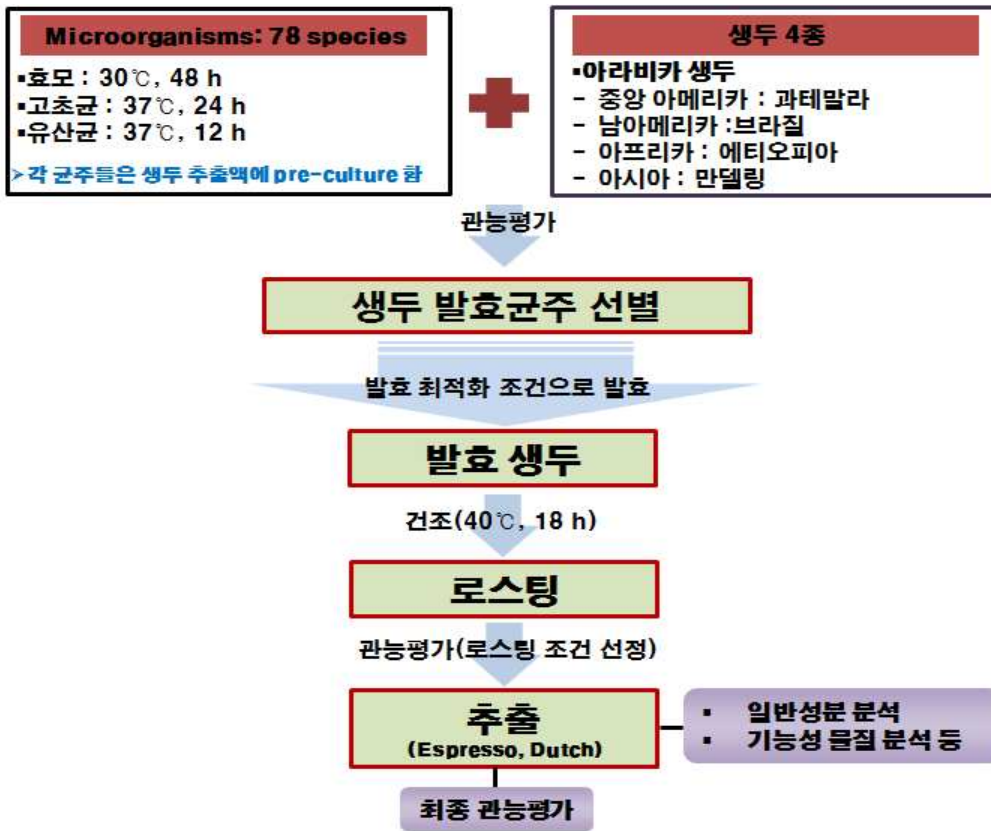 Microorganisms: 78 species
▪효모 : 30℃, 48 h
▪고초균 : 37℃, 24 h
▪유산균 : 37℃, 12 h
➢각 균주들은 생두 추출액에 pre-culture 함
생두 4종
▪아라비카 생두
- 중앙 아메리카 : 과테말라
- 남아메리카 :브라질
- 아프리카 : 에티오피아
- 아시아 : 만델링
관능평가
생두 발효균주 선별
발효 최적화 조건으로 발효
발효 생두
건조(40℃, 18 h)
로스팅
관능평가(로스팅 조건 선정)
추출
(Espresso, Dutch)
▪ 일반성분 분석
▪ 기능성 물질 분석 등
최종 관능평가